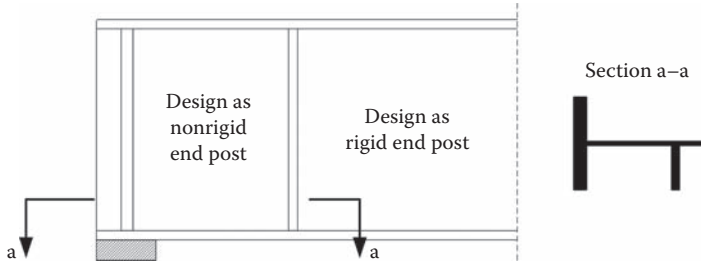 Design as
nonrigid
end post
Design as
rigid end post
Section a–a
a
a